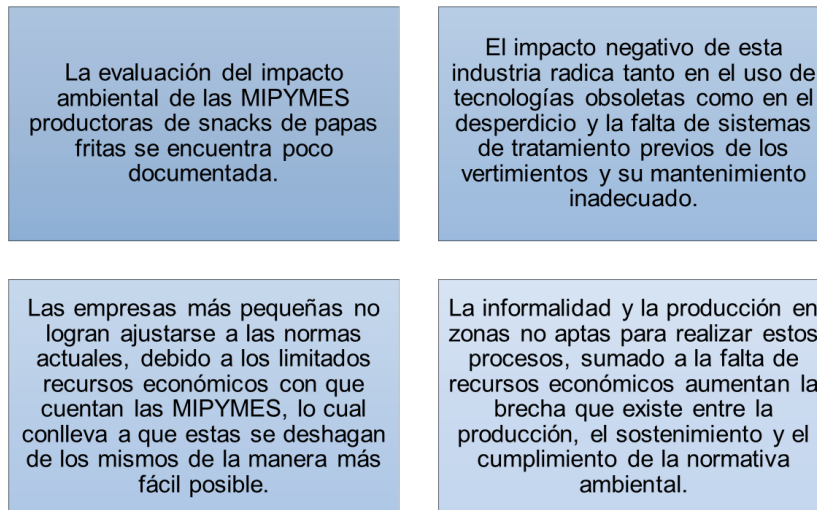 La evaluación del impacto
ambiental de las MIPYMES
productoras de snacks de papas
fritas se encuentra poco
documentada.
El impacto negativo de esta
industria radica tanto en el uso de
tecnologías obsoletas como en el
desperdicio y la falta de sistemas
de tratamiento previos de los
vertimientos y su mantenimiento
inadecuado.
Las empresas más pequeñas no
logran ajustarse a las normas
actuales, debido a los limitados
recursos económicos con que
cuentan las MIPYMES, lo cual
conlleva a que estas se deshagan
de los mismos de la manera más
fácil posible.
La informalidad y la producción en
zonas no aptas para realizar estos
procesos, sumado a la falta de
recursos económicos aumentan la
brecha que existe entre la
producción, el sostenimiento y el
cumplimiento de la normativa
ambiental.